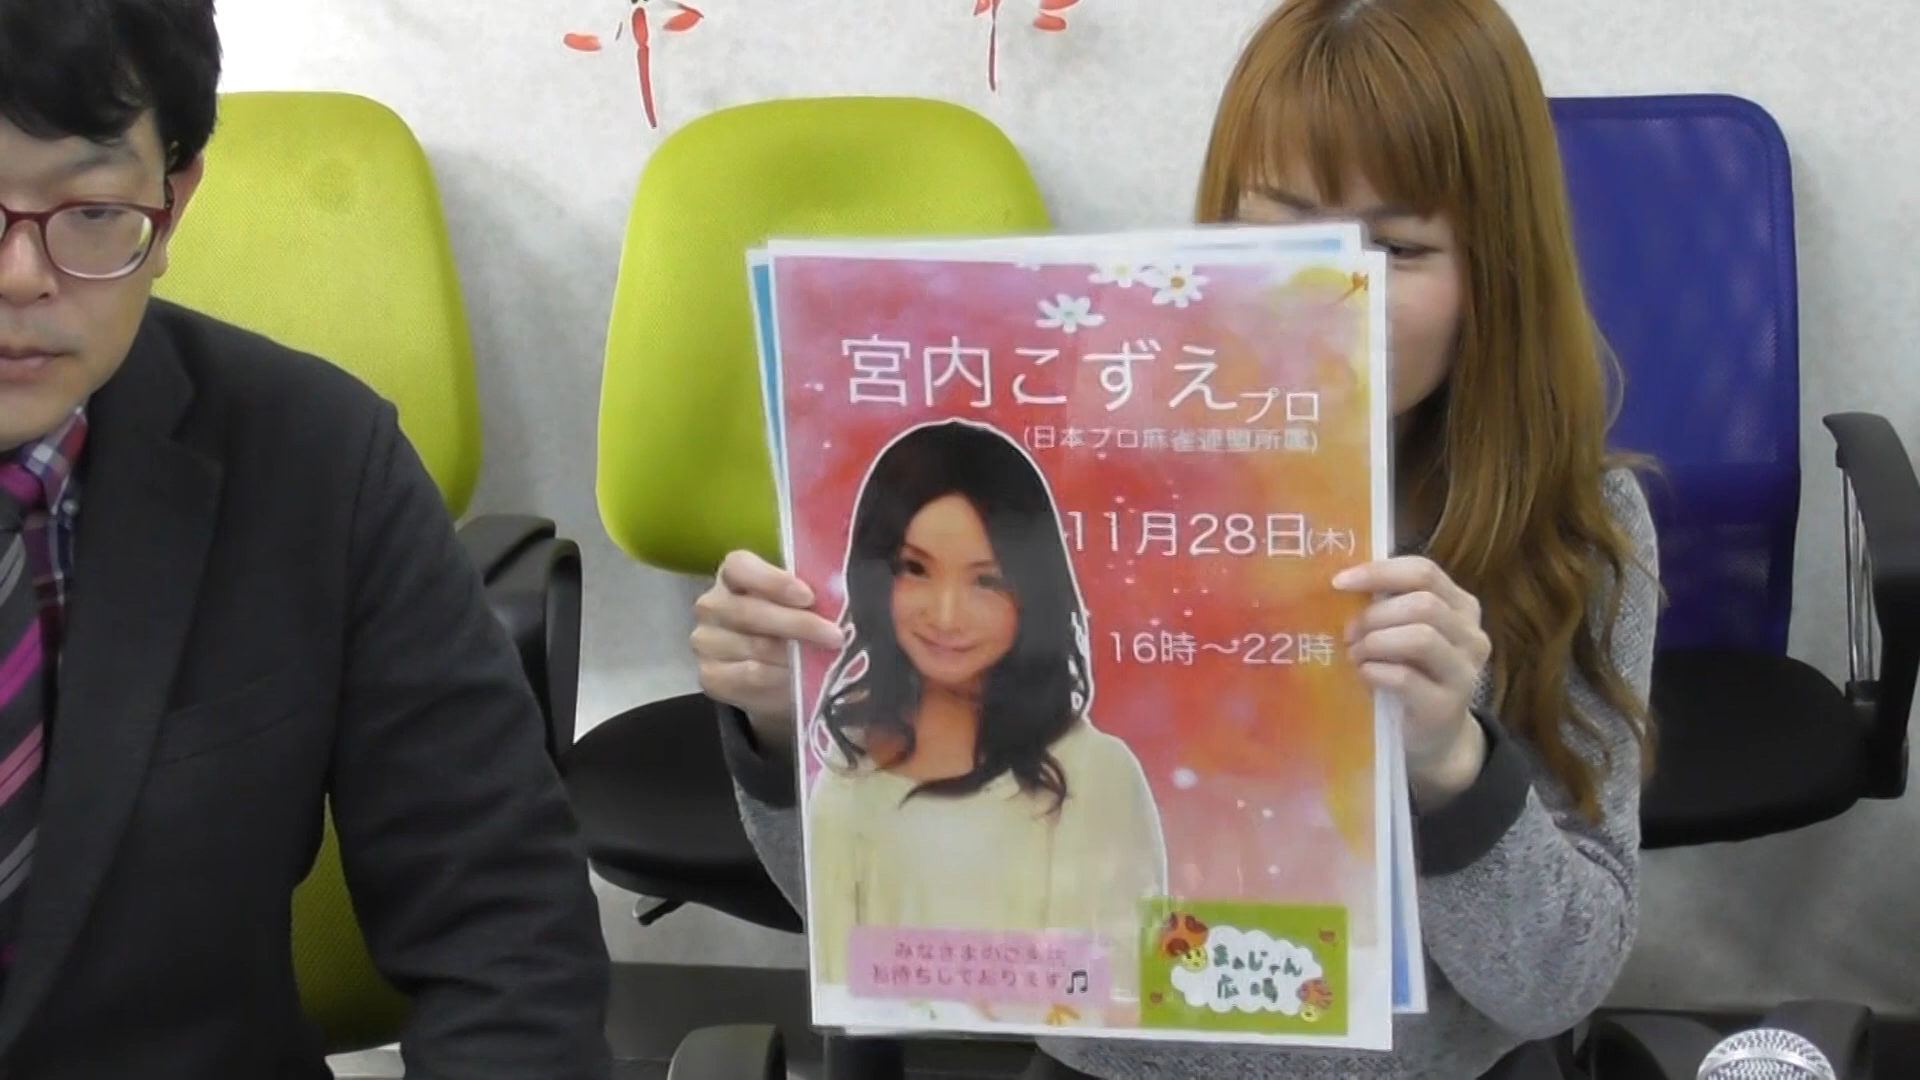 宮内こずえプロ
(日本プロ麻雀連盟所属)
11月28日(木)
16時～22時
みなさまのご来店
お待ちしております♫
まぁじゃん
広場